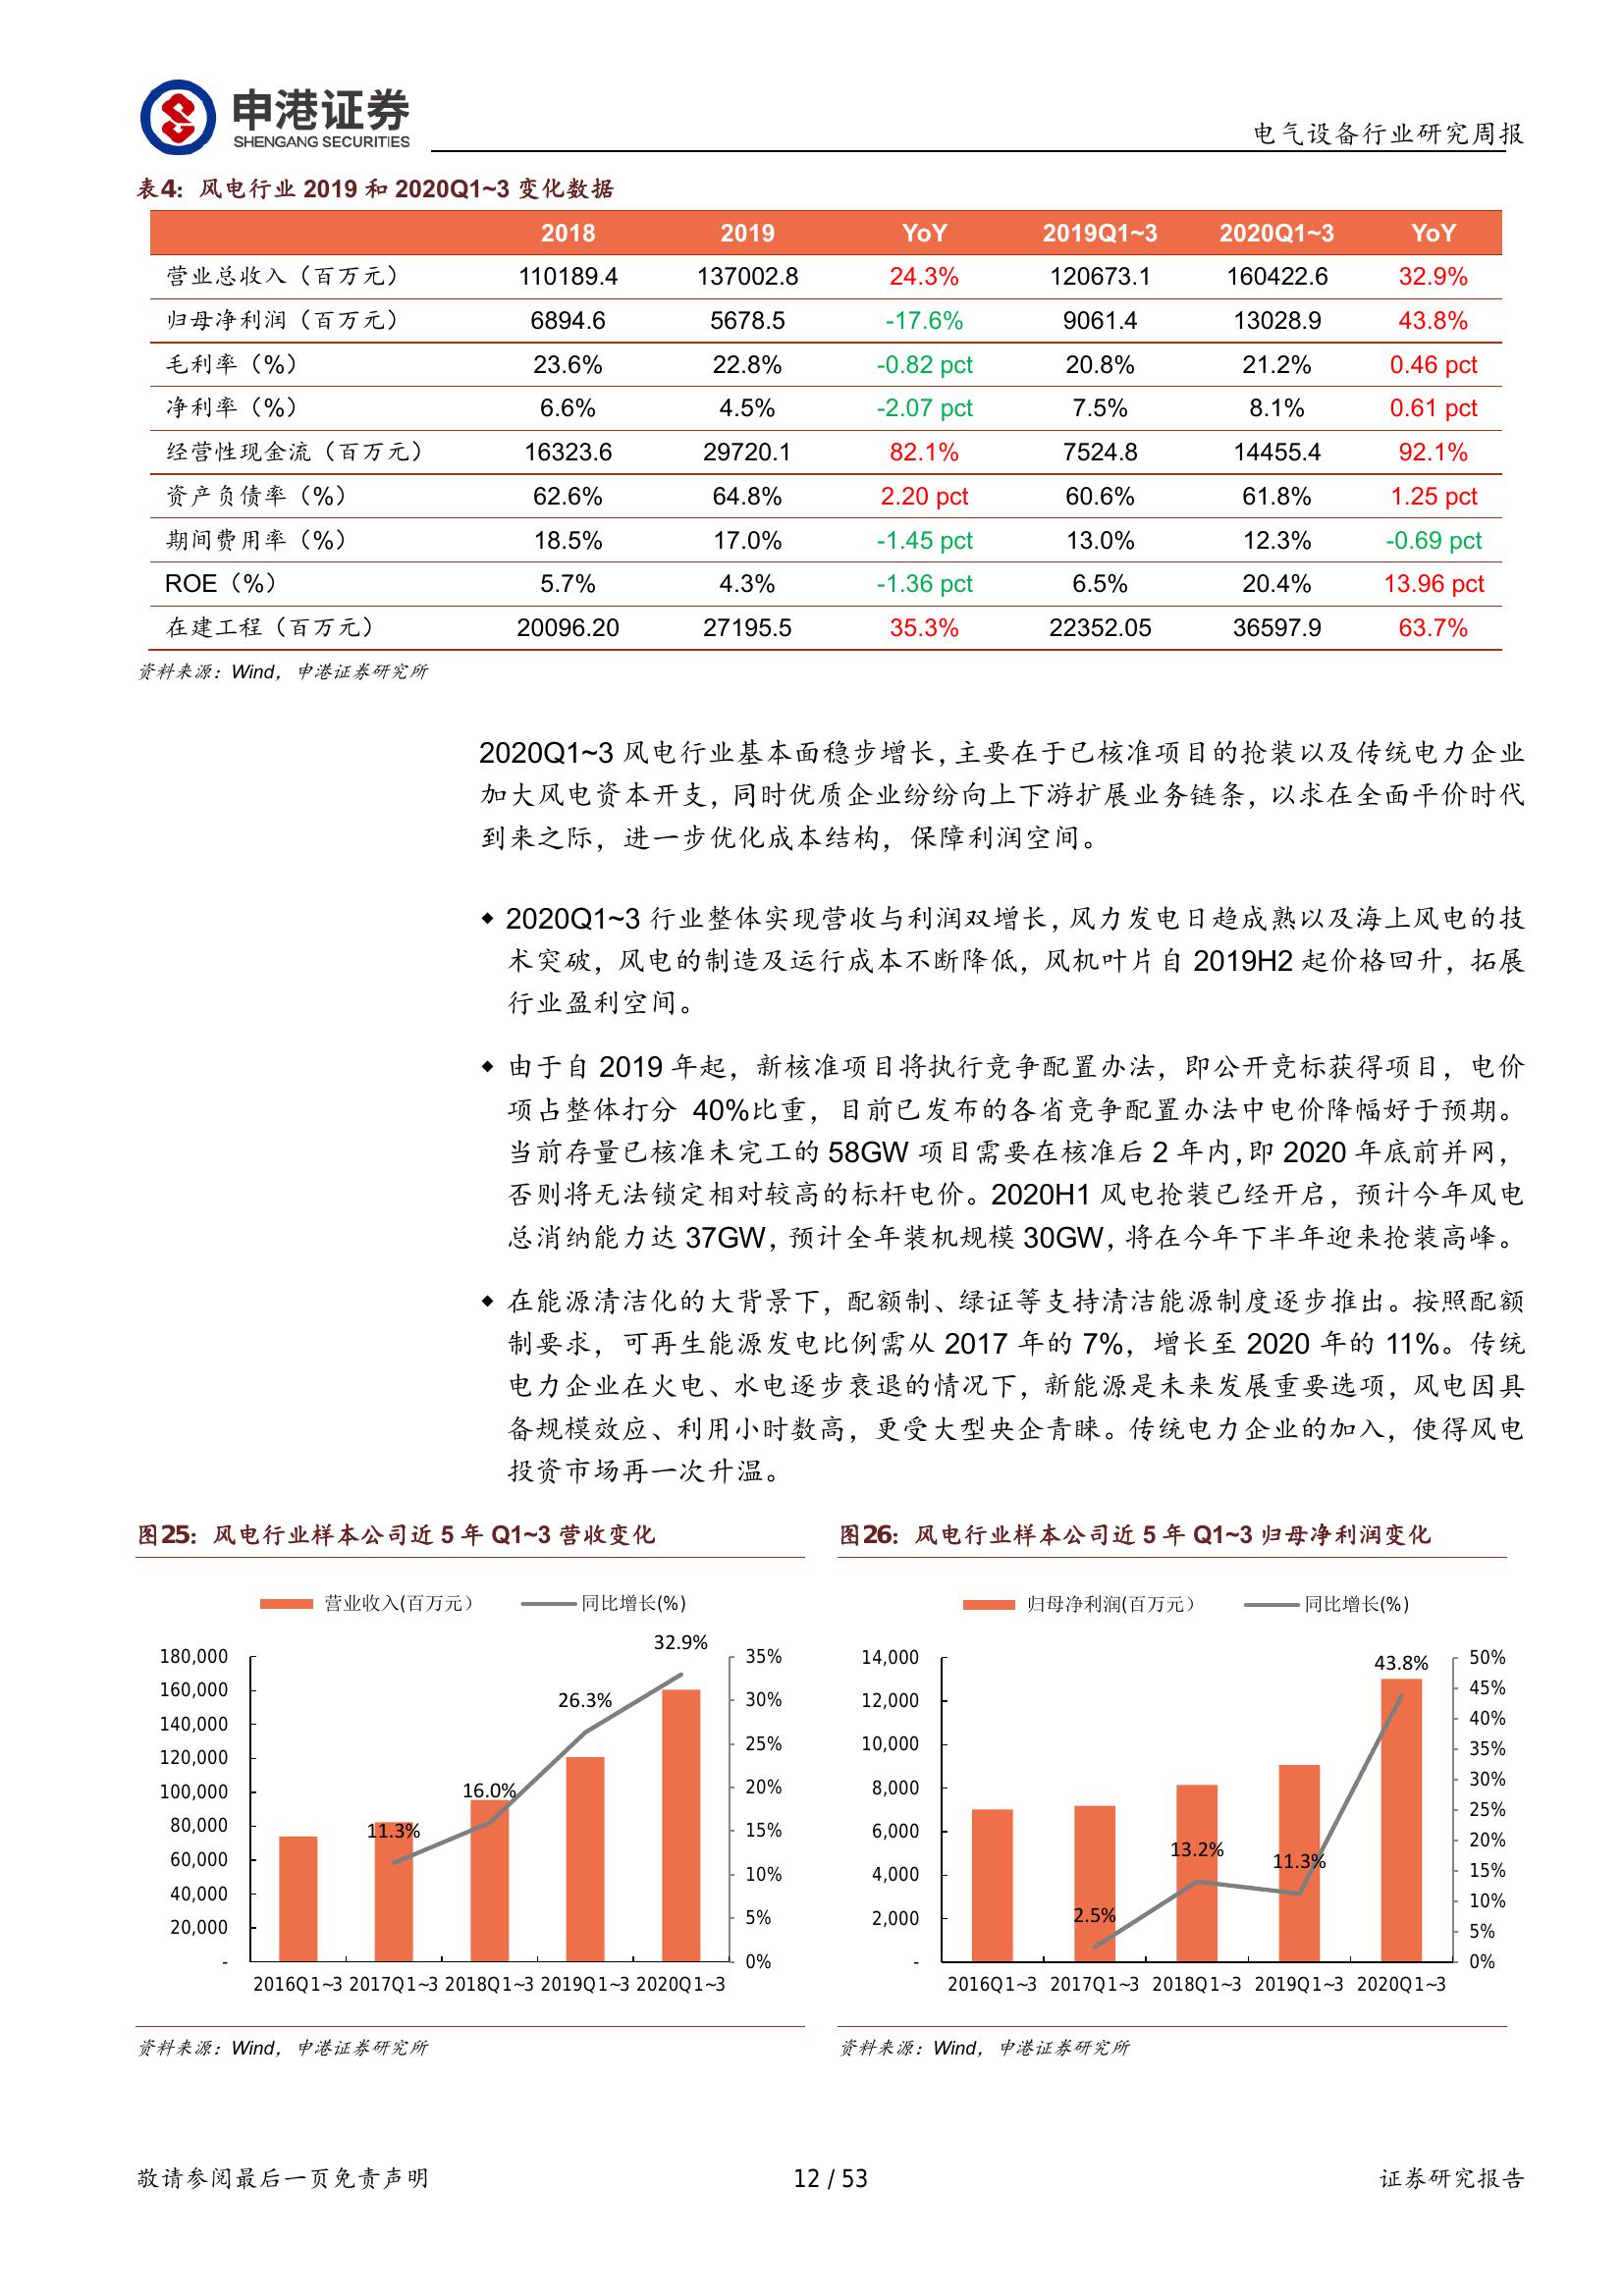 申港证券
SHENGANG SECURITIES
电气设备行业研究周报
表4：风电行业 2019 和 2020Q1~3 变化数据
2018 2019 YoY 2019Q1~3 2020Q1~3 YoY
营业总收入（百万元） 110189.4 137002.8 24.3% 120673.1 160422.6 32.9%
归母净利润（百万元） 6894.6 5678.5 -17.6% 9061.4 13028.9 43.8%
毛利率（%） 23.6% 22.8% -0.82 pct 20.8% 21.2% 0.46 pct
净利率（%） 6.6% 4.5% -2.07 pct 7.5% 8.1% 0.61 pct
经营性现金流（百万元） 16323.6 29720.1 82.1% 7524.8 14455.4 92.1%
资产负债率（%） 62.6% 64.8% 2.20 pct 60.6% 61.8% 1.25 pct
期间费用率（%） 18.5% 17.0% -1.45 pct 13.0% 12.3% -0.69 pct
ROE（%） 5.7% 4.3% -1.36 pct 6.5% 20.4% 13.96 pct
在建工程（百万元） 20096.20 27195.5 35.3% 22352.05 36597.9 63.7%
资料来源：Wind，申港证券研究所
2020Q1~3 风电行业基本面稳步增长，主要在于已核准项目的抢装以及传统电力企业
加大风电资本开支，同时优质企业纷纷向上下游扩展业务链条，以求在全面平价时代
到来之际，进一步优化成本结构，保障利润空间。
◆ 2020Q1~3 行业整体实现营收与利润双增长，风力发电日趋成熟以及海上风电的技
术突破，风电的制造及运行成本不断降低，风机叶片自 2019H2 起价格回升，拓展
行业盈利空间。
◆ 由于自 2019 年起，新核准项目将执行竞争配置办法，即公开竞标获得项目，电价
项占整体打分 40%比重，目前已发布的各省竞争配置办法中电价降幅好于预期。
当前存量已核准未完工的 58GW 项目需要在核准后 2 年内，即 2020 年底前并网，
否则将无法锁定相对较高的标杆电价。2020H1 风电抢装已经开启，预计今年风电
总消纳能力达 37GW，预计全年装机规模 30GW，将在今年下半年迎来抢装高峰。
◆ 在能源清洁化的大背景下，配额制、绿证等支持清洁能源制度逐步推出。按照配额
制要求，可再生能源发电比例需从 2017 年的 7%，增长至 2020 年的 11%。传统
电力企业在火电、水电逐步衰退的情况下，新能源是未来发展重要选项，风电因具
备规模效应、利用小时数高，更受大型央企青睐。传统电力企业的加入，使得风电
投资市场再一次升温。
图25：风电行业样本公司近 5 年 Q1~3 营收变化
营业收入(百万元） 同比增长(%)
180,000
160,000
140,000
120,000
100,000
80,000
60,000
40,000
20,000
-
11.3%
16.0%
26.3%
32.9%
35%
30%
25%
20%
15%
10%
5%
0%
2016Q1~3 2017Q1~3 2018Q1~3 2019Q1~3 2020Q1~3
资料来源：Wind，申港证券研究所
图26：风电行业样本公司近 5 年 Q1~3 归母净利润变化
归母净利润(百万元） 同比增长(%)
14,000
12,000
10,000
8,000
6,000
4,000
2,000
-
2.5%
13.2%
11.3%
43.8%
50%
45%
40%
35%
30%
25%
20%
15%
10%
5%
0%
2016Q1~3 2017Q1~3 2018Q1~3 2019Q1~3 2020Q1~3
资料来源：Wind，申港证券研究所
敬请参阅最后一页免责声明 12 / 53 证券研究报告